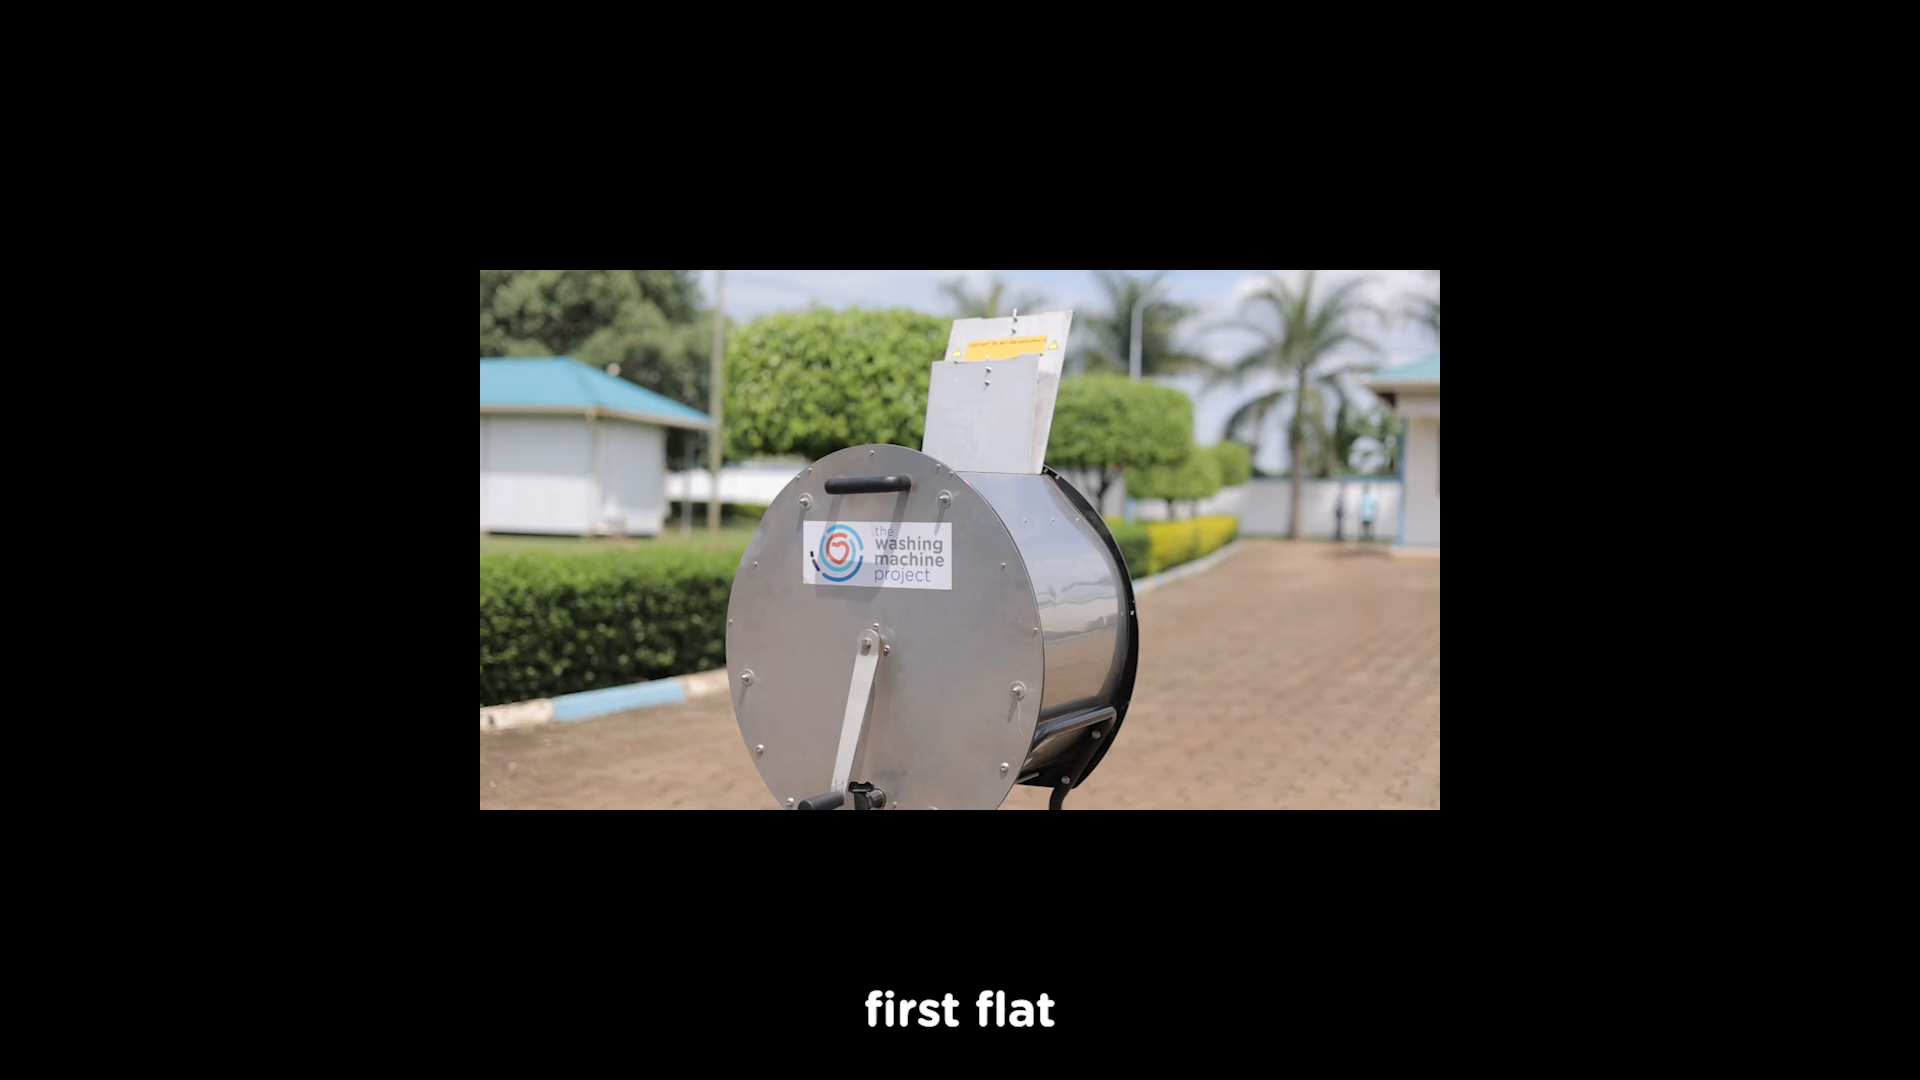 the
washing
machine
project
first flat